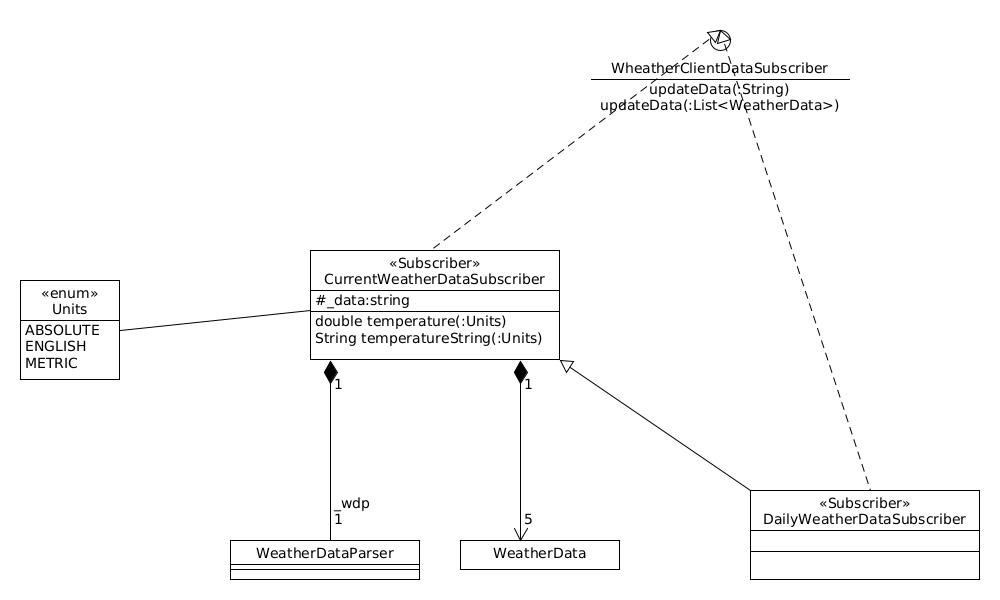 WheatherClientDataSubscriber
updateData(:String)
updateData(:List<WeatherData>)
«Subscriber»
CurrentWeatherDataSubscriber
#_data:string
double temperature(:Units)
String temperatureString(:Units)
«enum»
Units
ABSOLUTE
ENGLISH
METRIC
1
1
_wdp
1
5
WeatherDataParser
WeatherData
«Subscriber»
DailyWeatherDataSubscriber